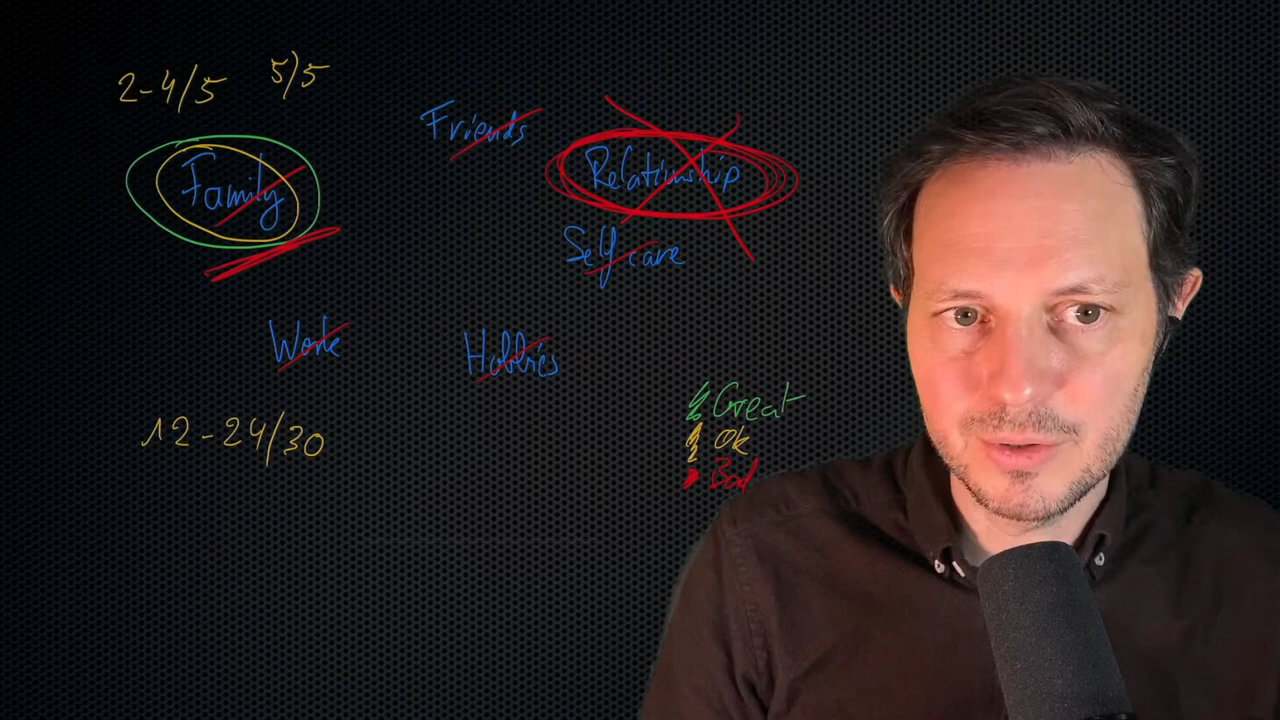 2-4/5 5/5
Friends
Family
Relationship
Self care
Work
Hobbies
Great
12-24/30
Ok
Bad